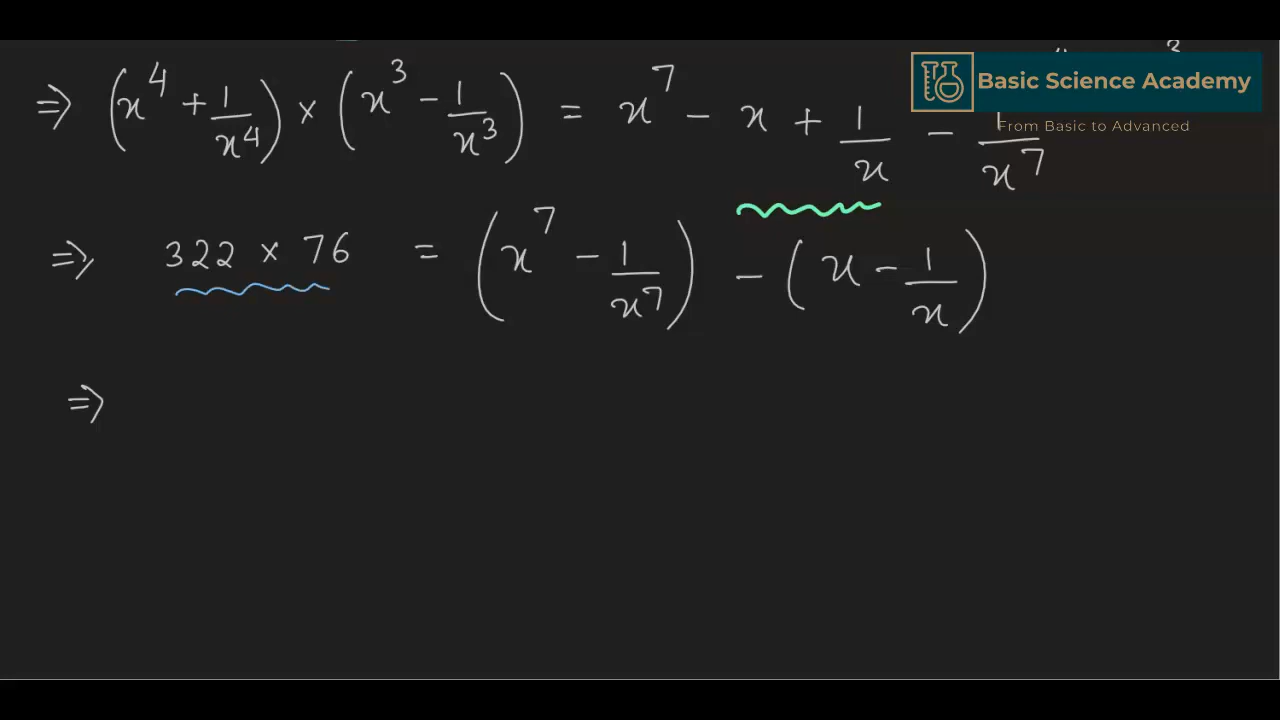 Basic Science Academy
From Basic to Advanced
⇒ (x⁴ + 1/x⁴) × (x³ − 1/x³) = x⁷ − x + 1/x − 1/x⁷
⇒ 322 × 76 = (x⁷ − 1/x⁷) − (x − 1/x)
⇒